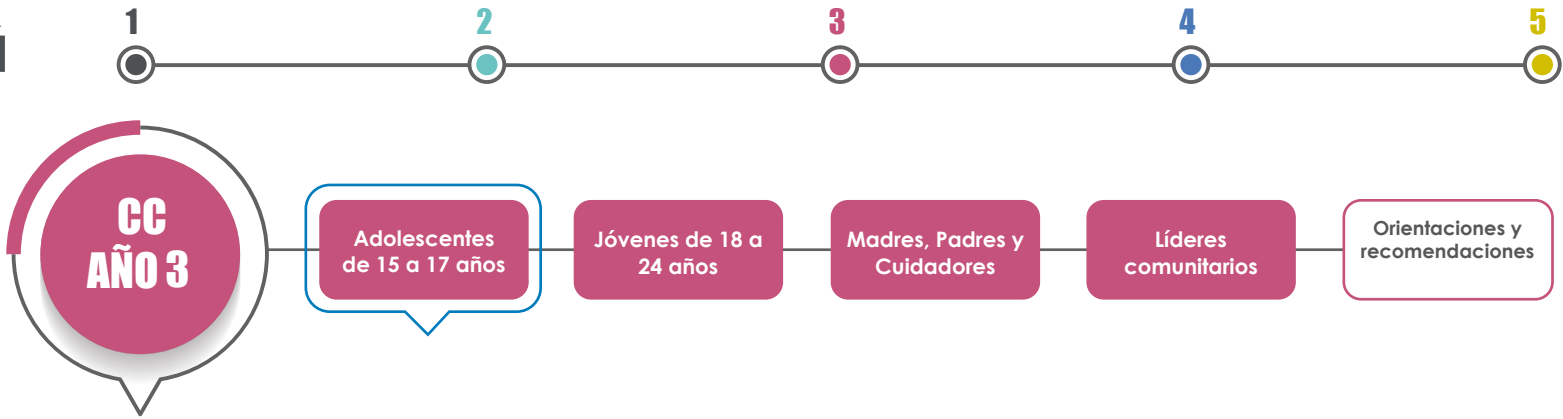 1 2 3 4 5
CC
AÑO 3
Adolescentes
de 15 a 17 años
Jóvenes de 18 a
24 años
Madres, Padres y
Cuidadores
Líderes
comunitarios
Orientaciones y
recomendaciones